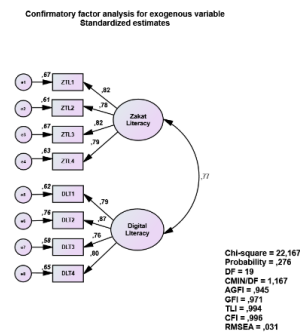 Confirmatory factor analysis for exogenous variable
Standardized estimates
,67
e1
ZTL1
,82
,61
e2
ZTL2
,78
,67
e3
ZTL3
,82
,63
e4
ZTL4
,79
Zakat
Literacy
,77
,62
e5
DLT1
,79
,76
e6
DLT2
,87
,58
e7
DLT3
,76
,65
e8
DLT4
,80
Digital
Literacy
Chi-square = 22,167
Probability = ,276
DF = 19
CMIN/DF = 1,167
AGFI = ,945
GFI = ,971
TLI = ,994
CFI = ,996
RMSEA = ,031